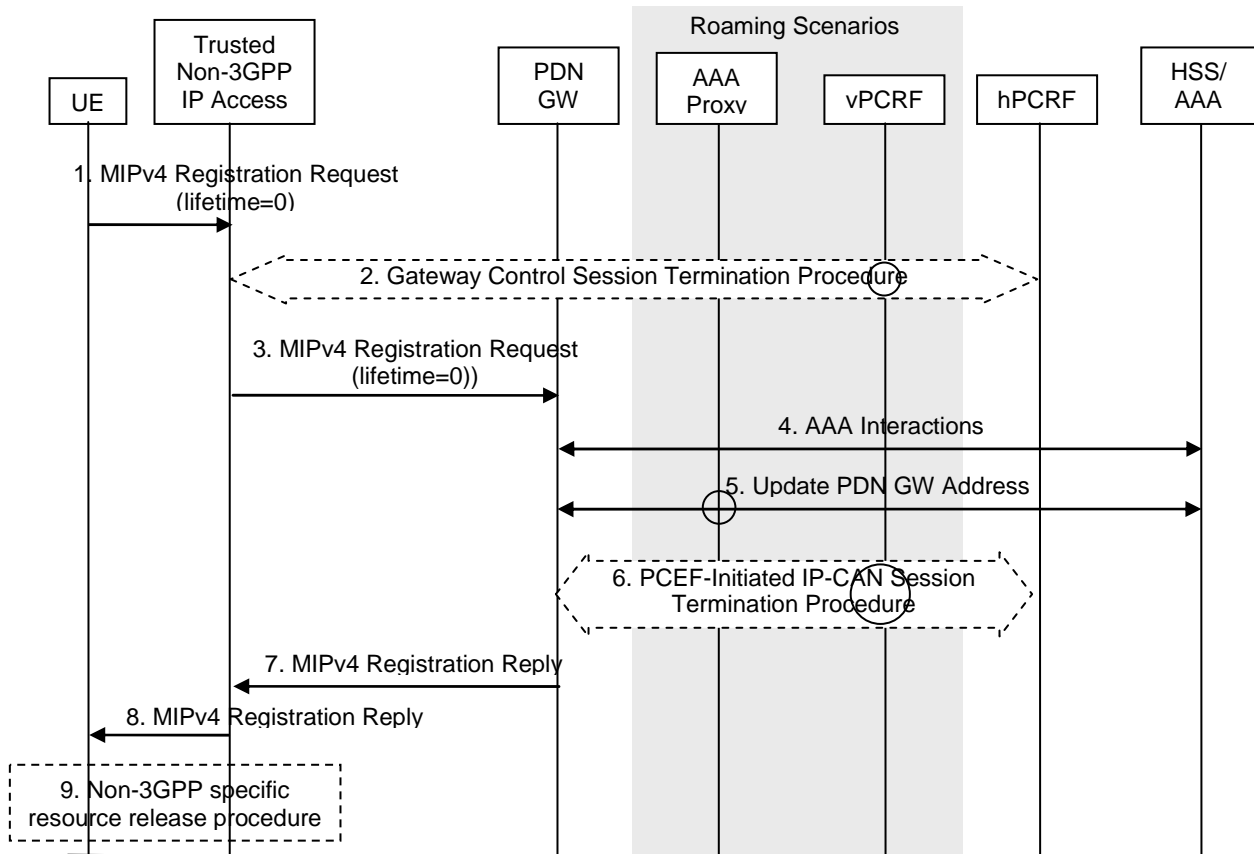 Roaming Scenarios
UE
Trusted
Non-3GPP
IP Access
PDN
GW
AAA
Proxy
vPCRF
hPCRF
HSS/
AAA
1. MIPv4 Registration Request
(lifetime=0)
2. Gateway Control Session Termination Procedure
3. MIPv4 Registration Request
(lifetime=0))
4. AAA Interactions
5. Update PDN GW Address
6. PCEF-Initiated IP-CAN Session
Termination Procedure
7. MIPv4 Registration Reply
8. MIPv4 Registration Reply
9. Non-3GPP specific
resource release procedure